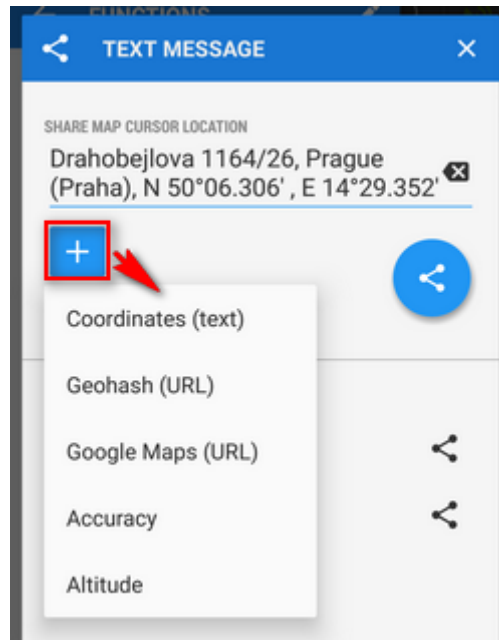 FUNCTIONS
TEXT MESSAGE
SHARE MAP CURSOR LOCATION
Drahobejlova 1164/26, Prague
(Praha), N 50°06.306' , E 14°29.352'
Coordinates (text)
Geohash (URL)
Google Maps (URL)
Accuracy
Altitude